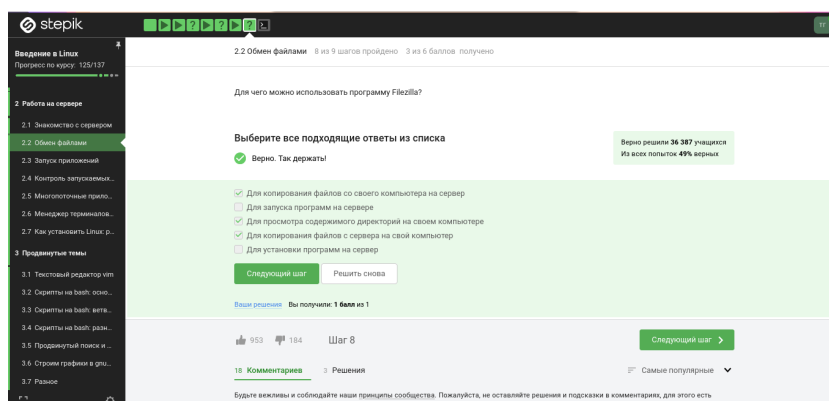 stepik
Введение в Linux
Прогресс по курсу: 125/137
2 Работа на сервере
2.1 Знакомство с сервером
2.2 Обмен файлами
2.3 Запуск приложений
2.4 Контроль запускаемых...
2.5 Многопоточные прило...
2.6 Менеджер терминалов...
2.7 Как установить Linux: р...
3 Продвинутые темы
3.1 Текстовый редактор vim
3.2 Скрипты на bash: осно...
3.3 Скрипты на bash: ветв...
3.4 Скрипты на bash: разн...
3.5 Продвинутый поиск и ...
3.6 Строим графики в gnu...
3.7 Разное
2.2 Обмен файлами 8 из 9 шагов пройдено 3 из 6 баллов получено
Для чего можно использовать программу Filezilla?
Выберите все подходящие ответы из списка
Верно. Так держать!
Верно решили 36 387 учащихся
Из всех попыток 49% верных
Для копирования файлов со своего компьютера на сервер
Для запуска программ на сервере
Для просмотра содержимого директорий на своем компьютере
Для копирования файлов с сервера на свой компьютер
Для установки программ на сервер
Следующий шаг Решить снова
Ваши решения Вы получили: 1 балл из 1
953 184 Шаг 8 Следующий шаг
18 Комментариев 3 Решения Самые популярные
Будьте вежливы и соблюдайте наши принципы сообщества. Пожалуйста, не оставляйте решения и подсказки в комментариях, для этого есть